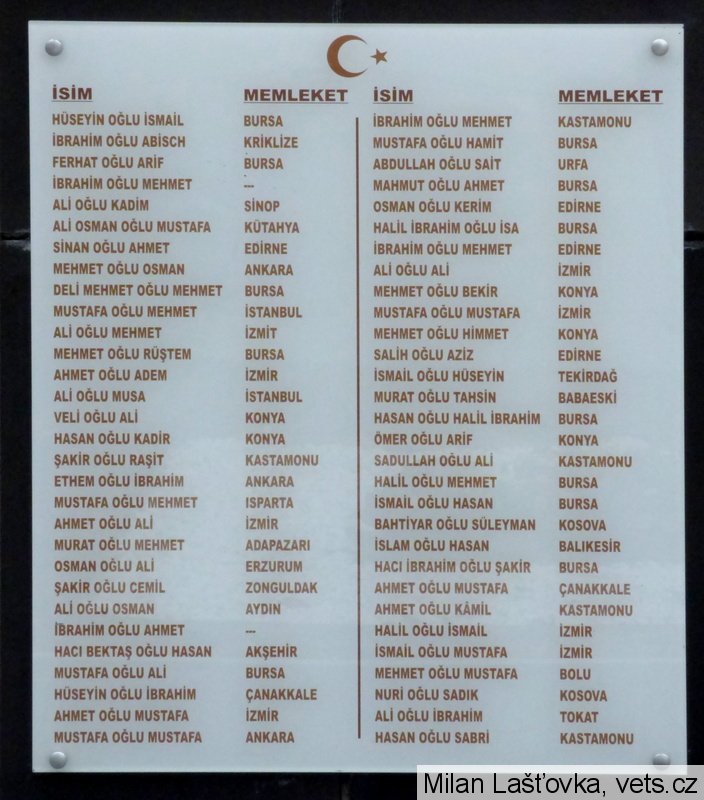 İSİM MEMLEKET
HÜSEYİN OĞLU İSMAİL BURSA
İBRAHİM OĞLU ABİSCH KRİKLİZE
FERHAT OĞLU ARİF BURSA
İBRAHİM OĞLU MEHMET ---
ALİ OĞLU KADİM SİNOP
ALİ OSMAN OĞLU MUSTAFA KÜTAHYA
SİNAN OĞLU AHMET EDİRNE
MEHMET OĞLU OSMAN ANKARA
DELİ MEHMET OĞLU MEHMET BURSA
MUSTAFA OĞLU MEHMET İSTANBUL
ALİ OĞLU MEHMET İZMİT
MEHMET OĞLU RÜŞTEM BURSA
AHMET OĞLU ADEM İZMİR
ALİ OĞLU MUSA İSTANBUL
VELİ OĞLU ALİ KONYA
HASAN OĞLU KADİR KONYA
ŞAKİR OĞLU RAŞİT KASTAMONU
ETHEM OĞLU İBRAHİM ANKARA
MUSTAFA OĞLU MEHMET ISPARTA
AHMET OĞLU ALİ İZMİR
MURAT OĞLU MEHMET ADAPAZARI
OSMAN OĞLU ALİ ERZURUM
ŞAKİR OĞLU CEMİL ZONGULDAK
ALİ OĞLU OSMAN AYDIN
İBRAHİM OĞLU AHMET ---
HACI BEKTAŞ OĞLU HASAN AKŞEHİR
MUSTAFA OĞLU ALİ BURSA
HÜSEYİN OĞLU İBRAHİM ÇANAKKALE
AHMET OĞLU MUSTAFA İZMİR
MUSTAFA OĞLU MUSTAFA ANKARA
İSİM MEMLEKET
İBRAHİM OĞLU MEHMET KASTAMONU
MUSTAFA OĞLU HAMİT BURSA
ABDULLAH OĞLU SAİT URFA
MAHMUT OĞLU AHMET BURSA
OSMAN OĞLU KERİM EDİRNE
HALİL İBRAHİM OĞLU İSA BURSA
İBRAHİM OĞLU MEHMET EDİRNE
ALİ OĞLU ALİ İZMİR
MEHMET OĞLU BEKİR KONYA
MUSTAFA OĞLU MUSTAFA İZMİR
MEHMET OĞLU HİMMET KONYA
SALİH OĞLU AZİZ EDİRNE
İSMAİL OĞLU HÜSEYİN TEKİRDAĞ
MURAT OĞLU TAHSİN BABAESKİ
HASAN OĞLU HALİL İBRAHİM BURSA
ÖMER OĞLU ARİF KONYA
SADULLAH OĞLU ALİ KASTAMONU
HALİL OĞLU MEHMET BURSA
İSMAİL OĞLU HASAN BURSA
BAHTİYAR OĞLU SÜLEYMAN KOSOVA
İSLAM OĞLU HASAN BALIKESİR
HACI İBRAHİM OĞLU ŞAKİR BURSA
AHMET OĞLU MUSTAFA ÇANAKKALE
AHMET OĞLU KÂMİL KASTAMONU
HALİL OĞLU İSMAİL İZMİR
İSMAİL OĞLU MUSTAFA İZMİR
MEHMET OĞLU MUSTAFA BOLU
NURİ OĞLU SADIK KOSOVA
ALİ OĞLU İBRAHİM TOKAT
HASAN OĞLU SABRİ KASTAMONU
Milan Lašťovka, vets.cz